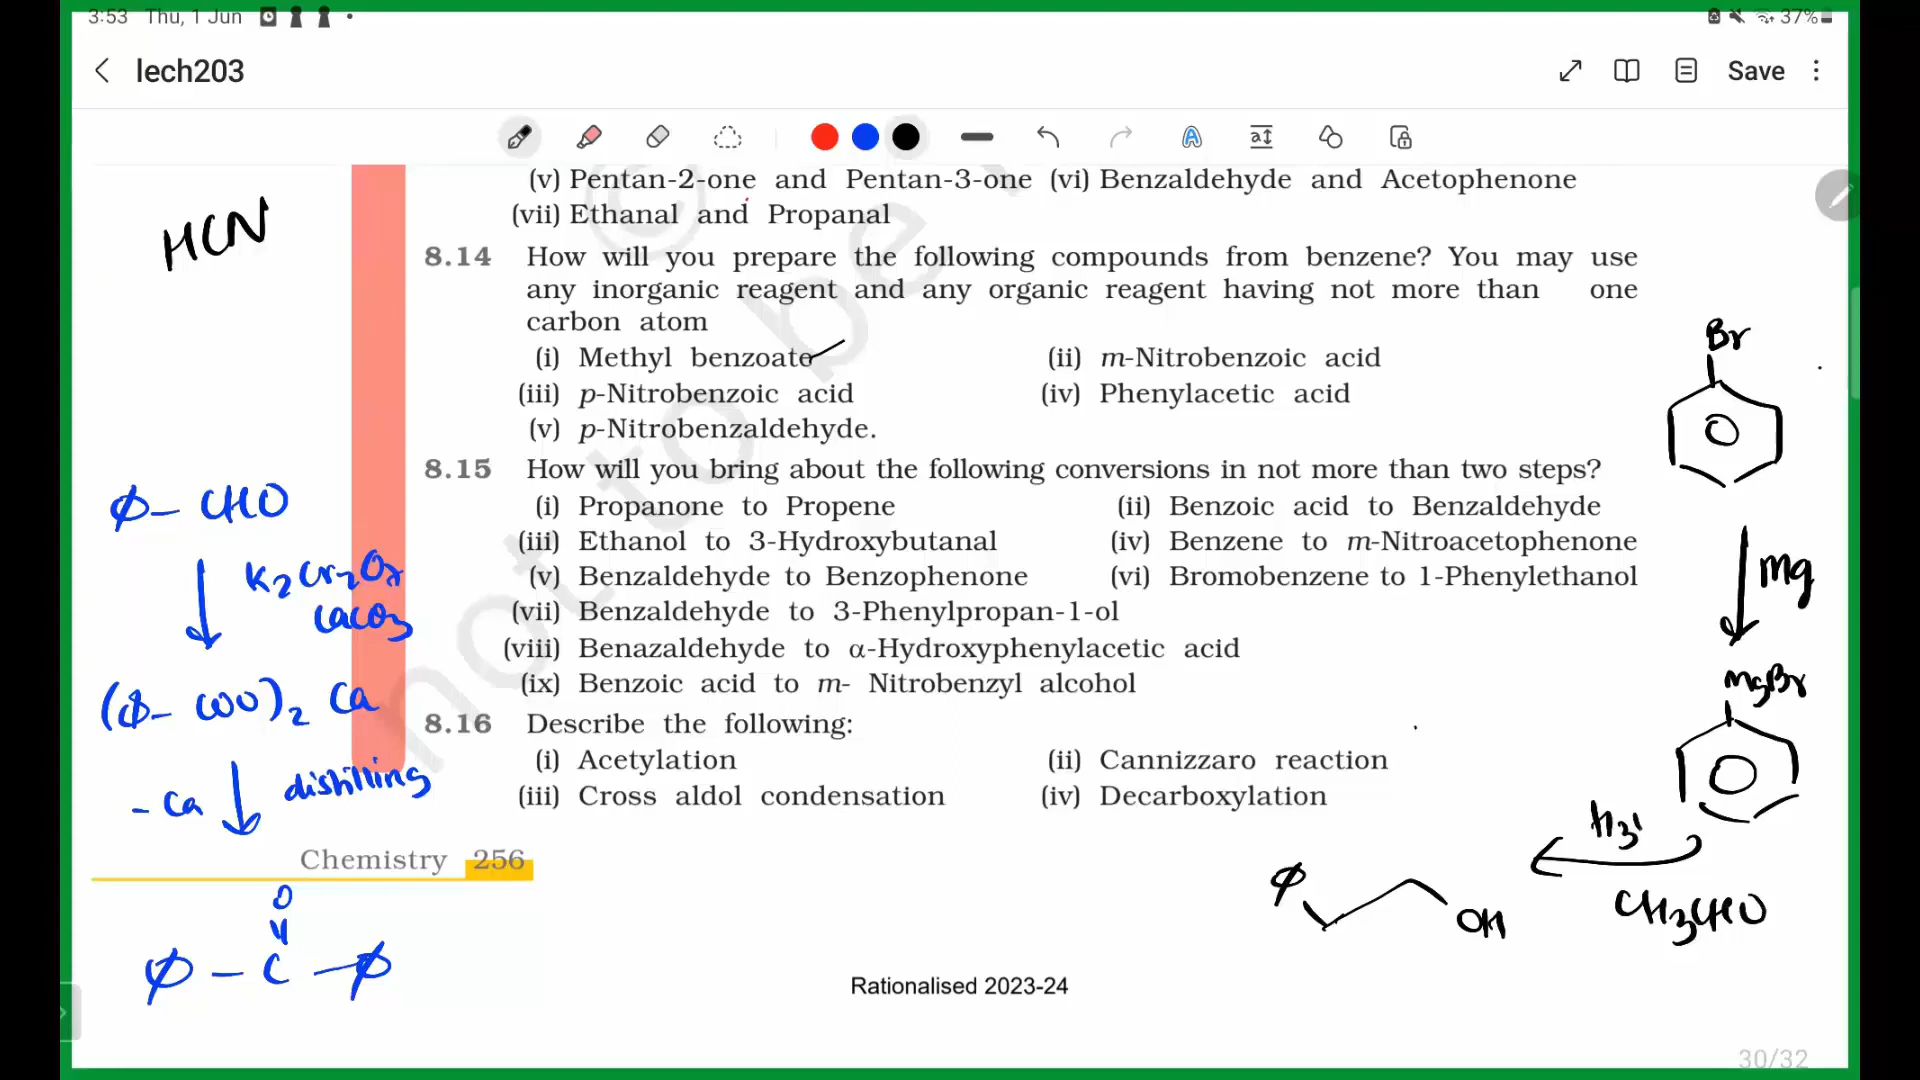 3:53 Thu, 1 Jun
37%
lech203
Save
(v) Pentan-2-one and Pentan-3-one (vi) Benzaldehyde and Acetophenone
(vii) Ethanal and Propanal
8.14 How will you prepare the following compounds from benzene? You may use
any inorganic reagent and any organic reagent having not more than one
carbon atom
(i) Methyl benzoate (ii) m-Nitrobenzoic acid
(iii) p-Nitrobenzoic acid (iv) Phenylacetic acid
(v) p-Nitrobenzaldehyde.
8.15 How will you bring about the following conversions in not more than two steps?
(i) Propanone to Propene (ii) Benzoic acid to Benzaldehyde
(iii) Ethanol to 3-Hydroxybutanal (iv) Benzene to m-Nitroacetophenone
(v) Benzaldehyde to Benzophenone (vi) Bromobenzene to 1-Phenylethanol
(vii) Benzaldehyde to 3-Phenylpropan-1-ol
(viii) Benazaldehyde to α-Hydroxyphenylacetic acid
(ix) Benzoic acid to m- Nitrobenzyl alcohol
8.16 Describe the following:
(i) Acetylation (ii) Cannizzaro reaction
(iii) Cross aldol condensation (iv) Decarboxylation
Chemistry 256
Rationalised 2023-24
30/32
not to be
HCN
ϕ- CHO
K2Cr2O7
CaCO3
(ϕ- COO)2 Ca
- Ca distilling
O
ϕ - C - ϕ
Br
Mg
MgBr
CH3CHO
ϕ
OH